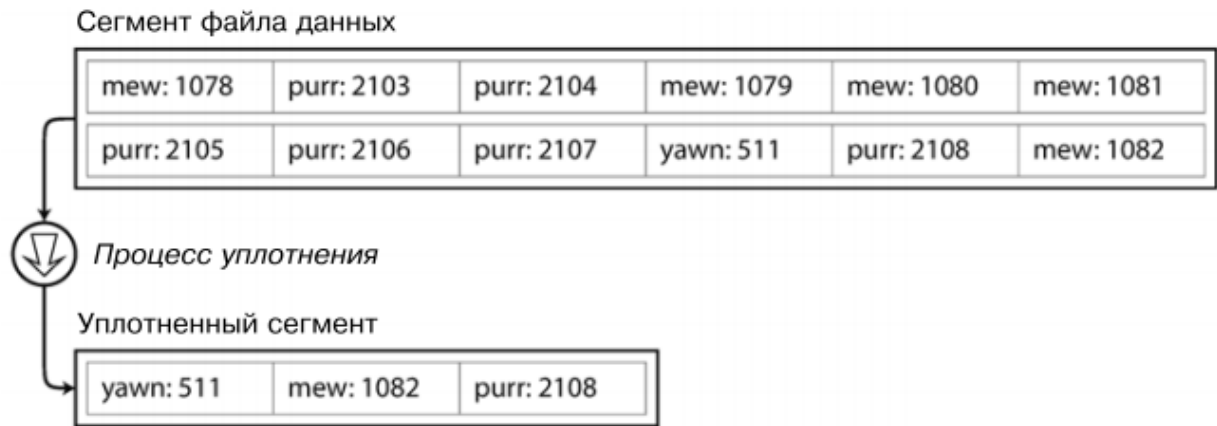 Сегмент файла данных
mew: 1078 purr: 2103 purr: 2104 mew: 1079 mew: 1080 mew: 1081
purr: 2105 purr: 2106 purr: 2107 yawn: 511 purr: 2108 mew: 1082
Процесс уплотнения
Уплотненный сегмент
yawn: 511 mew: 1082 purr: 2108